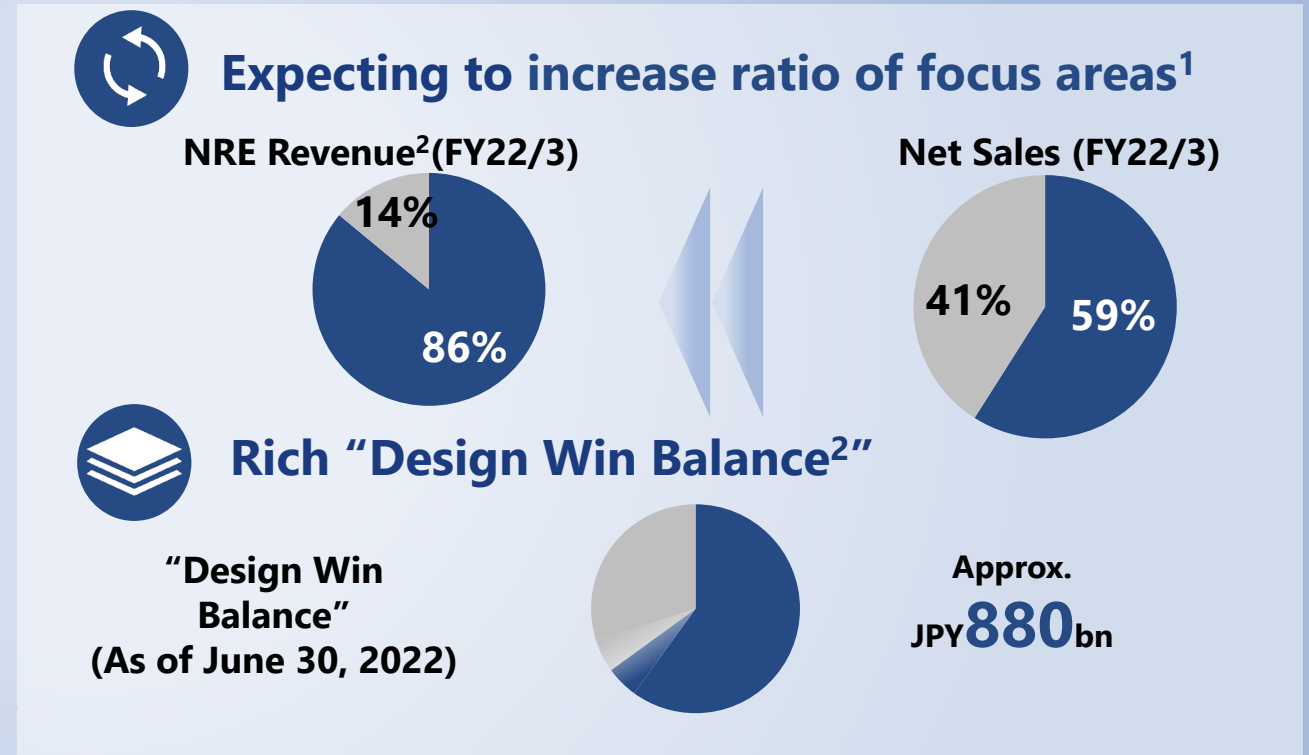 Expecting to increase ratio of focus areas1
NRE Revenue2(FY22/3)
Net Sales (FY22/3)
14%
86%
41%
59%
Rich “Design Win Balance2”
“Design Win
Balance”
(As of June 30, 2022)
Approx.
JPY880bn